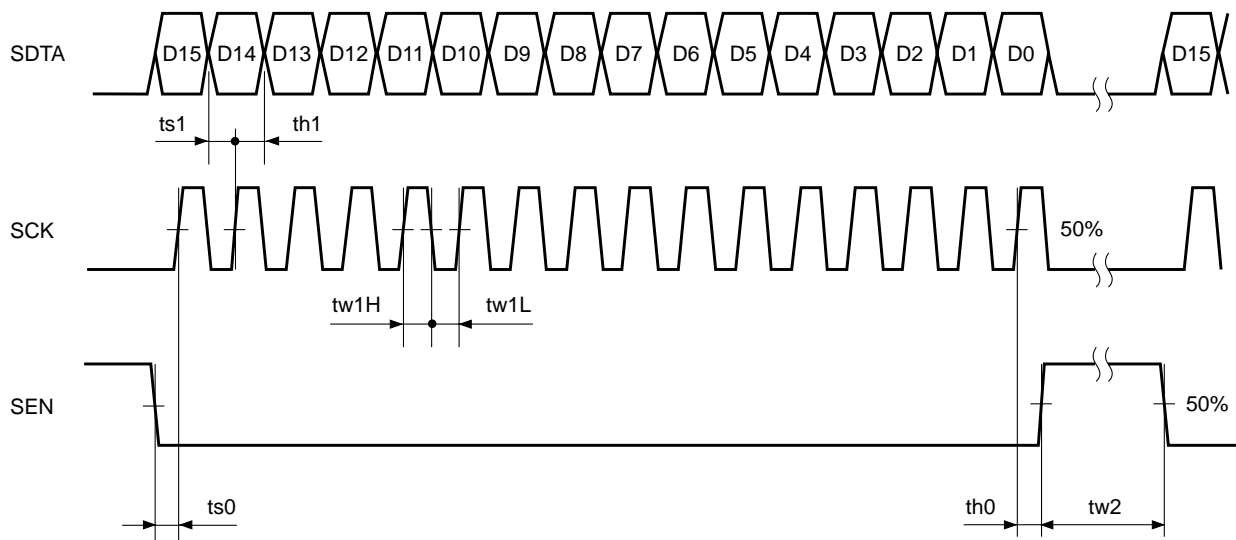 SDTA D15 D14 D13 D12 D11 D10 D9 D8 D7 D6 D5 D4 D3 D2 D1 D0 D15
ts1 th1
SCK 50%
tw1H tw1L
SEN 50%
ts0 th0 tw2